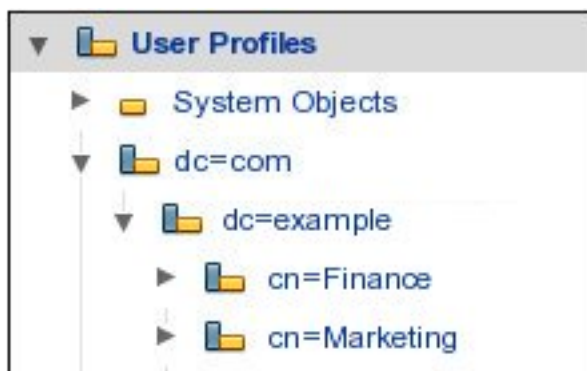 User Profiles
System Objects
dc=com
dc=example
cn=Finance
cn=Marketing